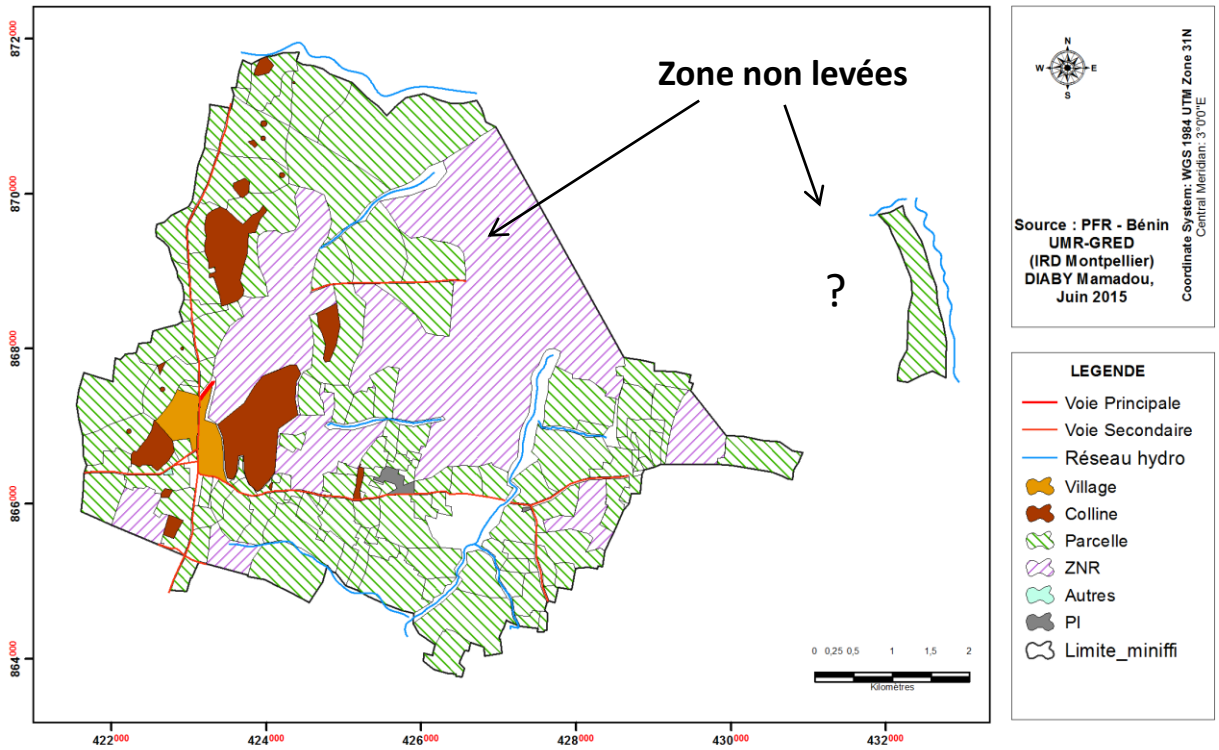 872000
870000
868000
866000
864000
Zone non levées
?
0 0,25 0,5 1 1,5 2
Kilomètres
422000 424000 426000 428000 430000 432000
N
W E
S
Coordinate System: WGS 1984 UTM Zone 31N
Central Meridian: 3°0'0"E
Source : PFR - Bénin
UMR-GRED
(IRD Montpellier)
DIABY Mamadou,
Juin 2015
LEGENDE
Voie Principale
Voie Secondaire
Réseau hydro
Village
Colline
Parcelle
ZNR
Autres
PI
Limite_miniffi